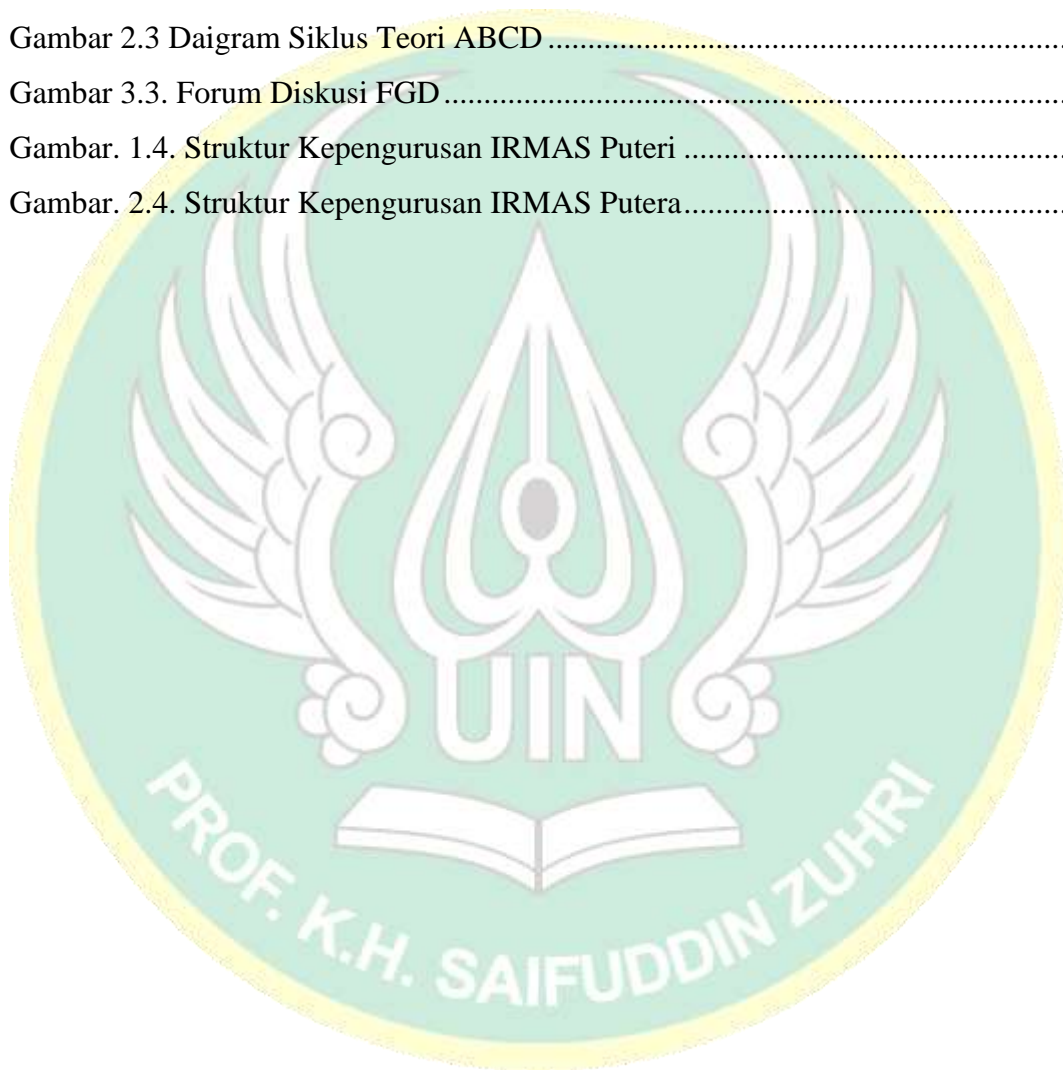 Gambar 2.3 Daigram Siklus Teori ABCD ........................................................
Gambar 3.3. Forum Diskusi FGD ...................................................................
Gambar. 1.4. Struktur Kepengurusan IRMAS Puteri .........................................
Gambar. 2.4. Struktur Kepengurusan IRMAS Putera.........................................
UIN
PROF. K.H. SAIFUDDIN ZUHRI